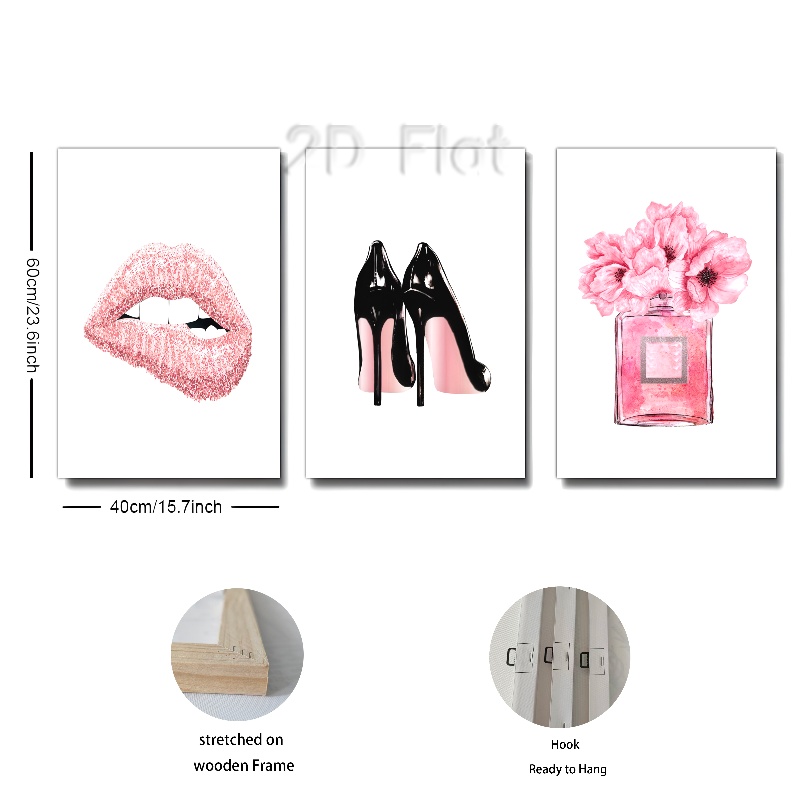 2D Flat
60cm/23.6inch
40cm/15.7inch
stretched on
wooden Frame
Hook
Ready to Hang